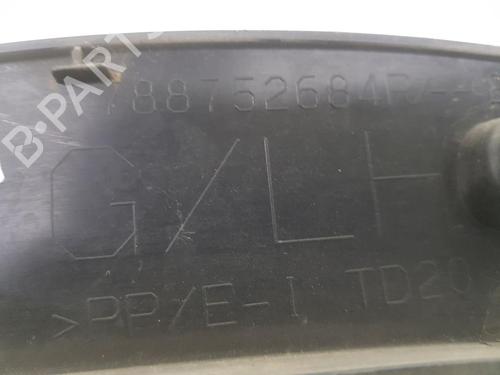 788752684R/-
G/LH
>PP/E-I TD20
B-PARTS